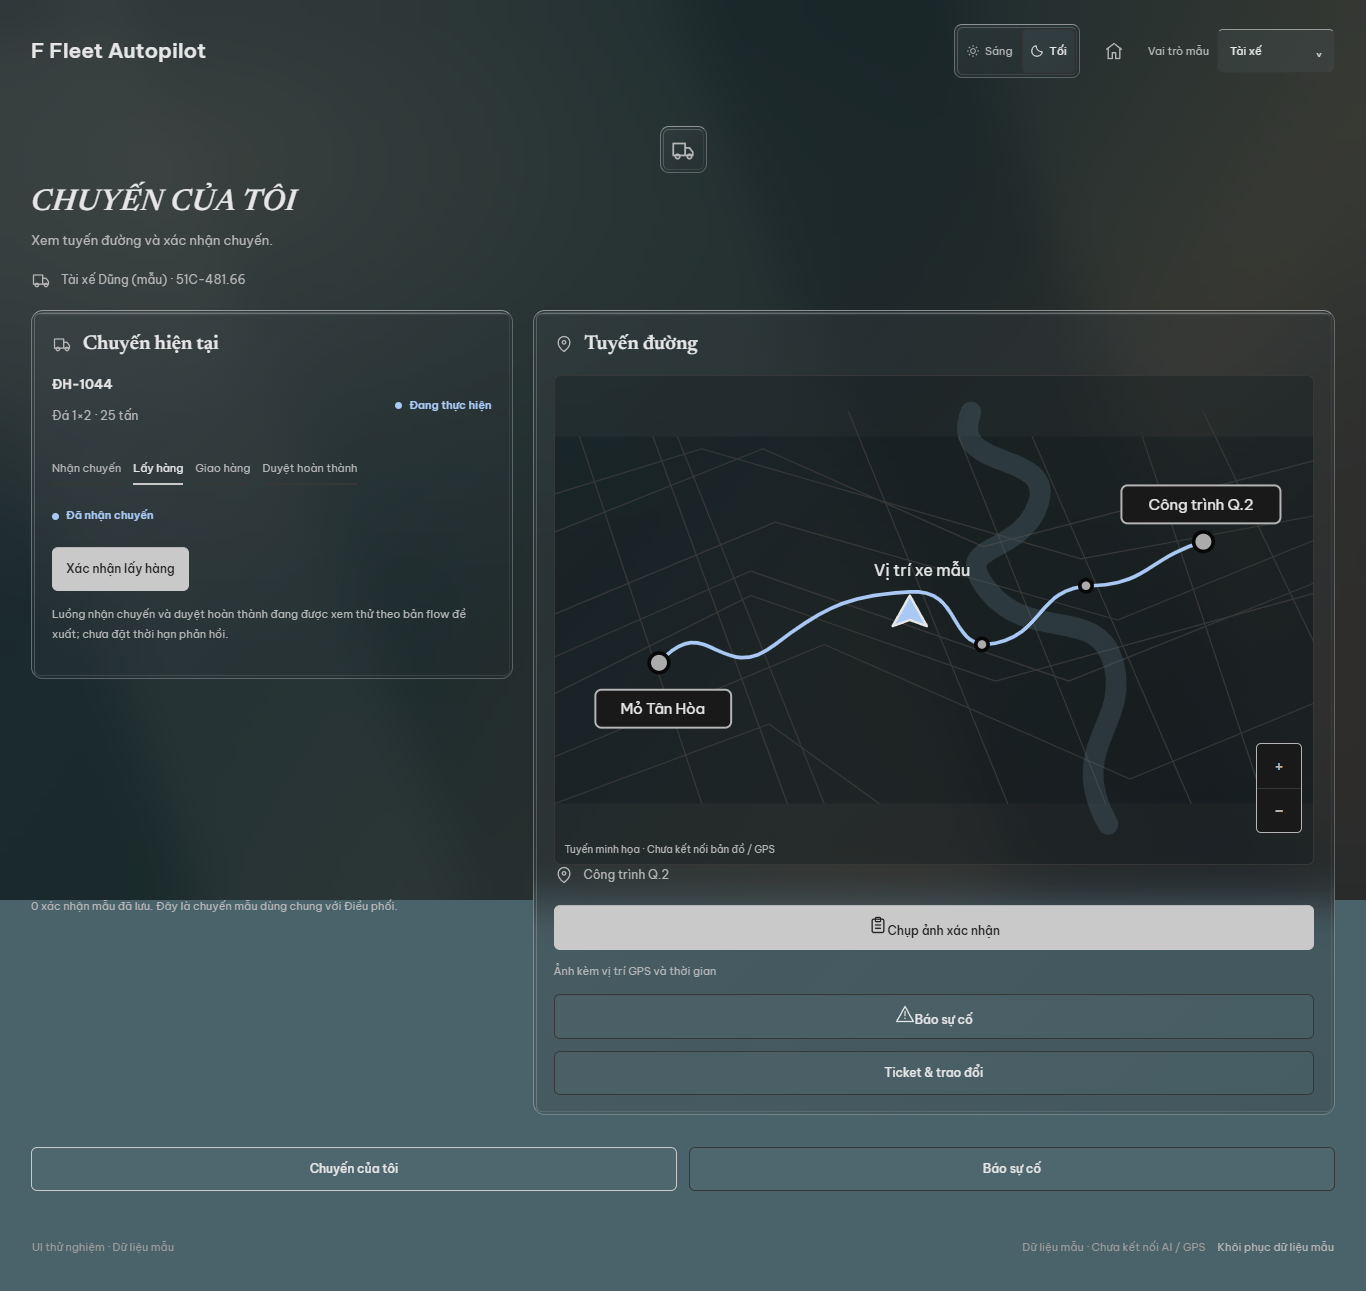 F Fleet Autopilot
Sáng
Tối
Vai trò mẫu
Tài xế
CHUYẾN CỦA TÔI
Xem tuyến đường và xác nhận chuyến.
Tài xế Dũng (mẫu) · 51C-481.66
Chuyến hiện tại
ĐH-1044
Đá 1×2 · 25 tấn
Đang thực hiện
Nhận chuyến
Lấy hàng
Giao hàng
Duyệt hoàn thành
Đã nhận chuyến
Xác nhận lấy hàng
Luồng nhận chuyến và duyệt hoàn thành đang được xem thử theo bản flow đề
xuất; chưa đặt thời hạn phản hồi.
0 xác nhận mẫu đã lưu. Đây là chuyến mẫu dùng chung với Điều phối.
Tuyến đường
Công trình Q.2
Vị trí xe mẫu
Mỏ Tân Hòa
+
−
Tuyến minh họa · Chưa kết nối bản đồ / GPS
Công trình Q.2
Chụp ảnh xác nhận
Ảnh kèm vị trí GPS và thời gian
Báo sự cố
Ticket & trao đổi
Chuyến của tôi
Báo sự cố
UI thử nghiệm · Dữ liệu mẫu
Dữ liệu mẫu · Chưa kết nối AI / GPS
Khôi phục dữ liệu mẫu